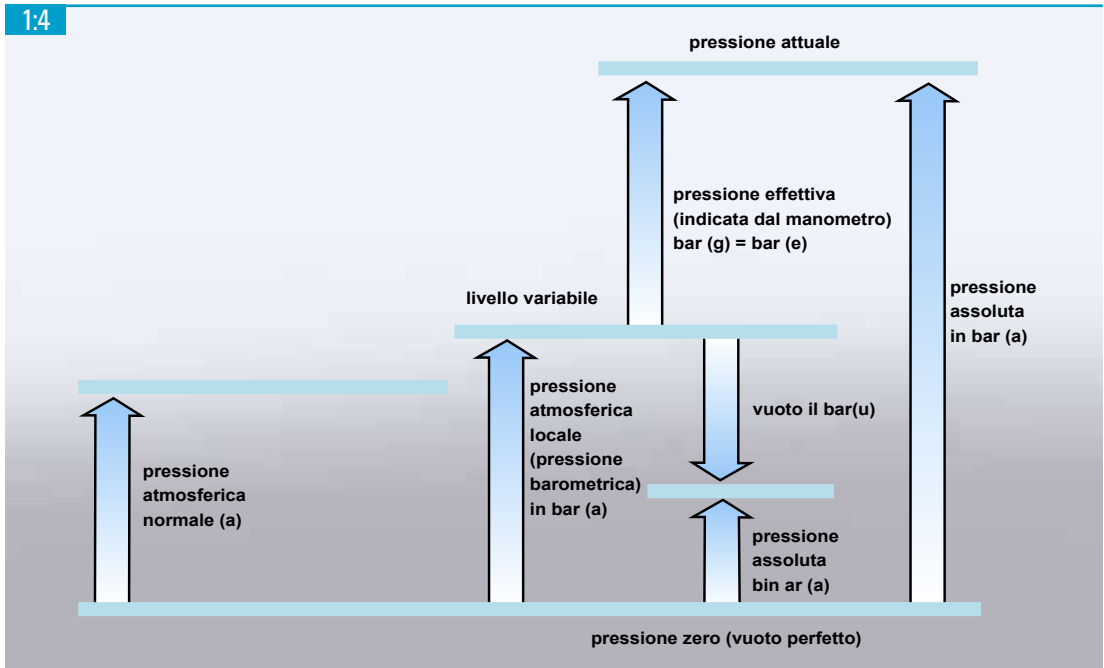 1:4
pressione attuale
pressione effettiva
(indicata dal manometro)
bar (g) = bar (e)
pressione
assoluta
in bar (a)
livello variabile
pressione
atmosferica
locale
(pressione
barometrica)
in bar (a)
vuoto il bar(u)
pressione
atmosferica
normale (a)
pressione
assoluta
bin ar (a)
pressione zero (vuoto perfetto)